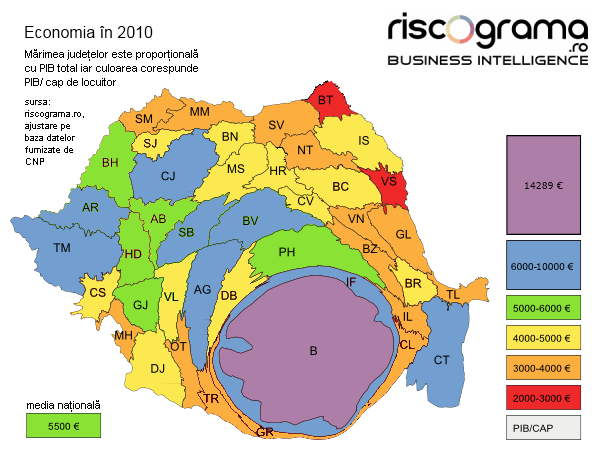 Economia în 2010
Mărimea județelor este proporțională
cu PIB total iar culoarea corespunde
PIB/ cap de locuitor
sursa:
riscograma.ro,
ajustare pe
baza datelor
furnizate de
CNP
riscograma
.ro
BUSINESS INTELLIGENCE
BT
MM
SM
SV
BN
SJ
IS
NT
BH
CJ
MS
HR
BC
VS
CV
AR
AB
BV
VN
GL
SB
TM
HD
PH
BZ
IF
BR
CS
GJ
VL
AG
DB
TL
IL
MH
OT
B
CL
CT
DJ
TR
GR
14289 €
6000-10000 €
5000-6000 €
4000-5000 €
3000-4000 €
2000-3000 €
PIB/CAP
media națională
5500 €